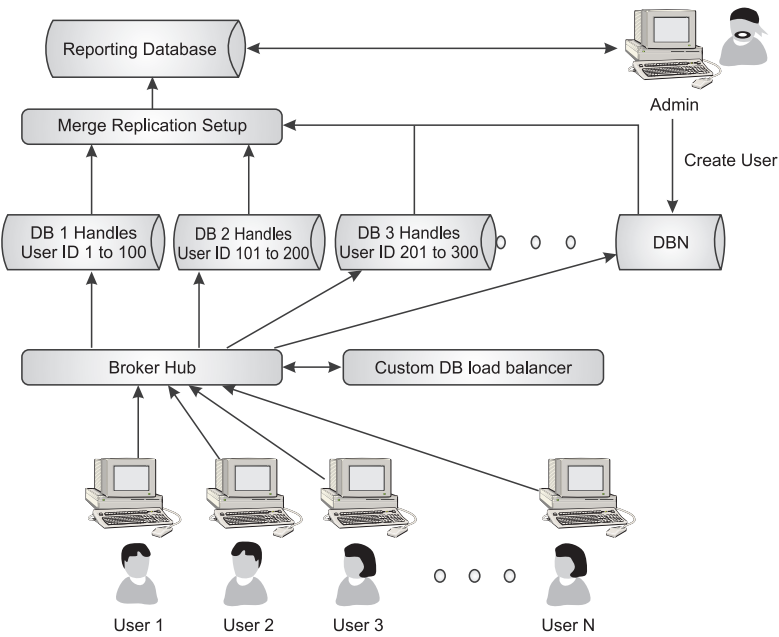 Reporting Database
Admin
Merge Replication Setup
Create User
DB 1 Handles
User ID 1 to 100
DB 2 Handles
User ID 101 to 200
DB 3 Handles
User ID 201 to 300
DBN
Broker Hub
Custom DB load balancer
User 1
User 2
User 3
User N